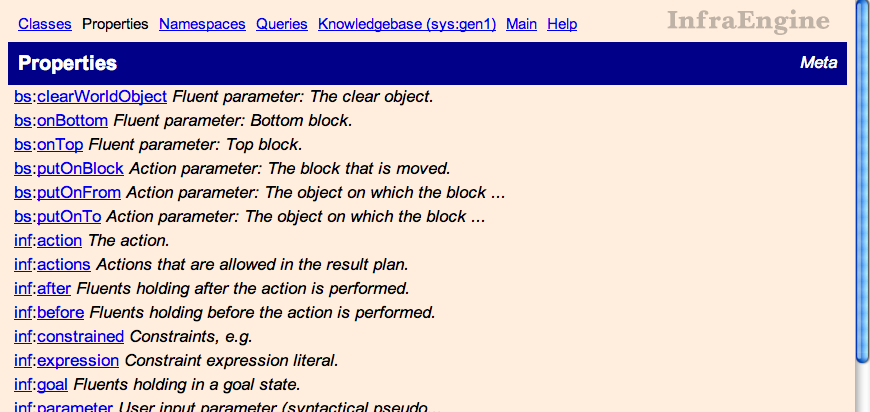 Classes Properties Namespaces Queries Knowledgebase (sys:gen1) Main Help InfraEngine
Properties Meta
bs:clearWorldObject Fluent parameter: The clear object.
bs:onBottom Fluent parameter: Bottom block.
bs:onTop Fluent parameter: Top block.
bs:putOnBlock Action parameter: The block that is moved.
bs:putOnFrom Action parameter: The object on which the block ...
bs:putOnTo Action parameter: The object on which the block ...
inf:action The action.
inf:actions Actions that are allowed in the result plan.
inf:after Fluents holding after the action is performed.
inf:before Fluents holding before the action is performed.
inf:constrained Constraints, e.g.
inf:expression Constraint expression literal.
inf:goal Fluents holding in a goal state.
inf:parameter User input parameter (syntactical pseudo...